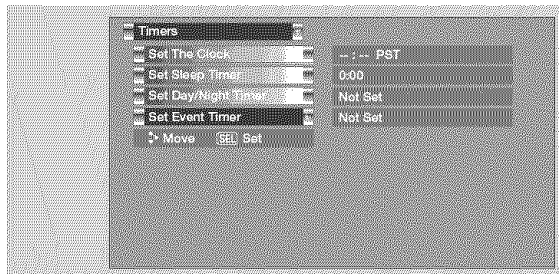 Timers
Set The Clock -- : -- PST
Set Sleep Timer 0:00
Set Day/Night Timer Not Set
Set Event Timer Not Set
Move SEL Set